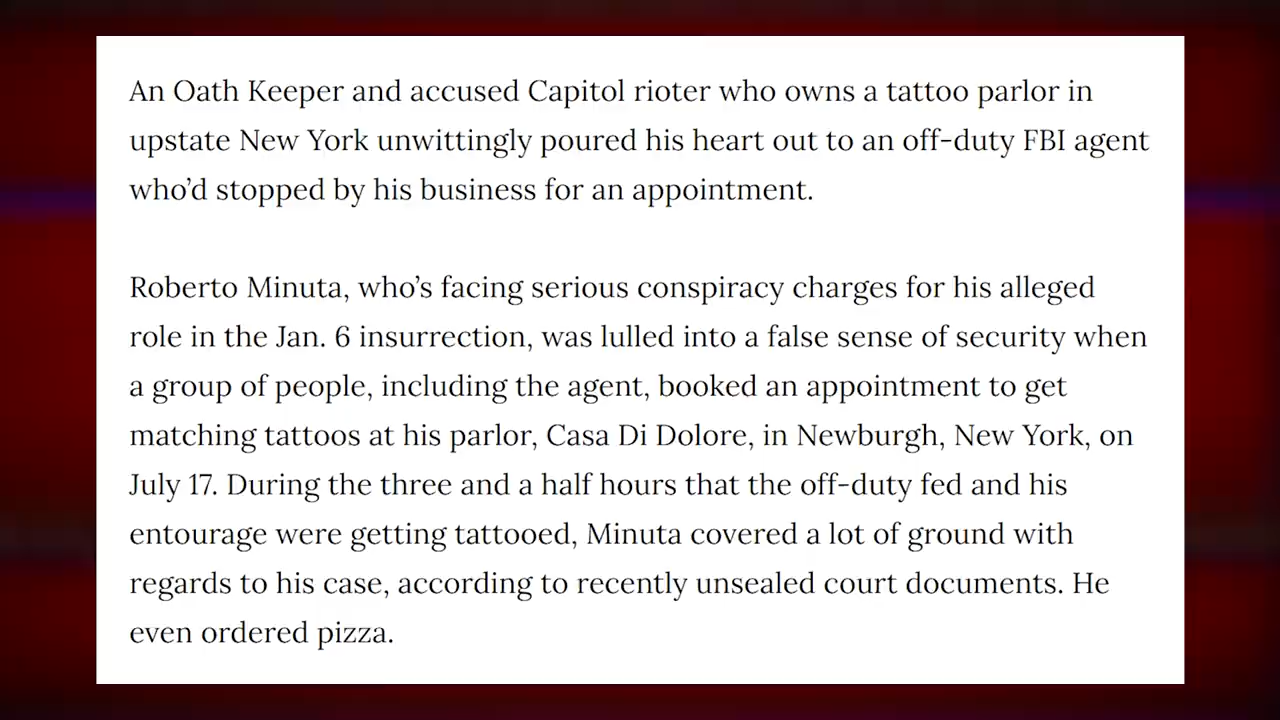 An Oath Keeper and accused Capitol rioter who owns a tattoo parlor in
upstate New York unwittingly poured his heart out to an off-duty FBI agent
who’d stopped by his business for an appointment.
Roberto Minuta, who’s facing serious conspiracy charges for his alleged
role in the Jan. 6 insurrection, was lulled into a false sense of security when
a group of people, including the agent, booked an appointment to get
matching tattoos at his parlor, Casa Di Dolore, in Newburgh, New York, on
July 17. During the three and a half hours that the off-duty fed and his
entourage were getting tattooed, Minuta covered a lot of ground with
regards to his case, according to recently unsealed court documents. He
even ordered pizza.